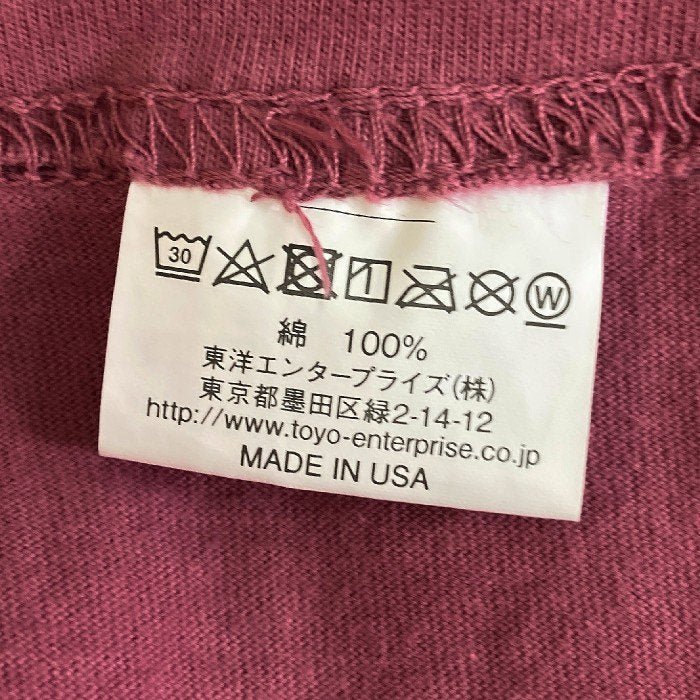 30 W
綿 100%
東洋エンタープライズ(株)
東京都墨田区緑2-14-12
http://www.toyo-enterprise.co.jp
MADE IN USA